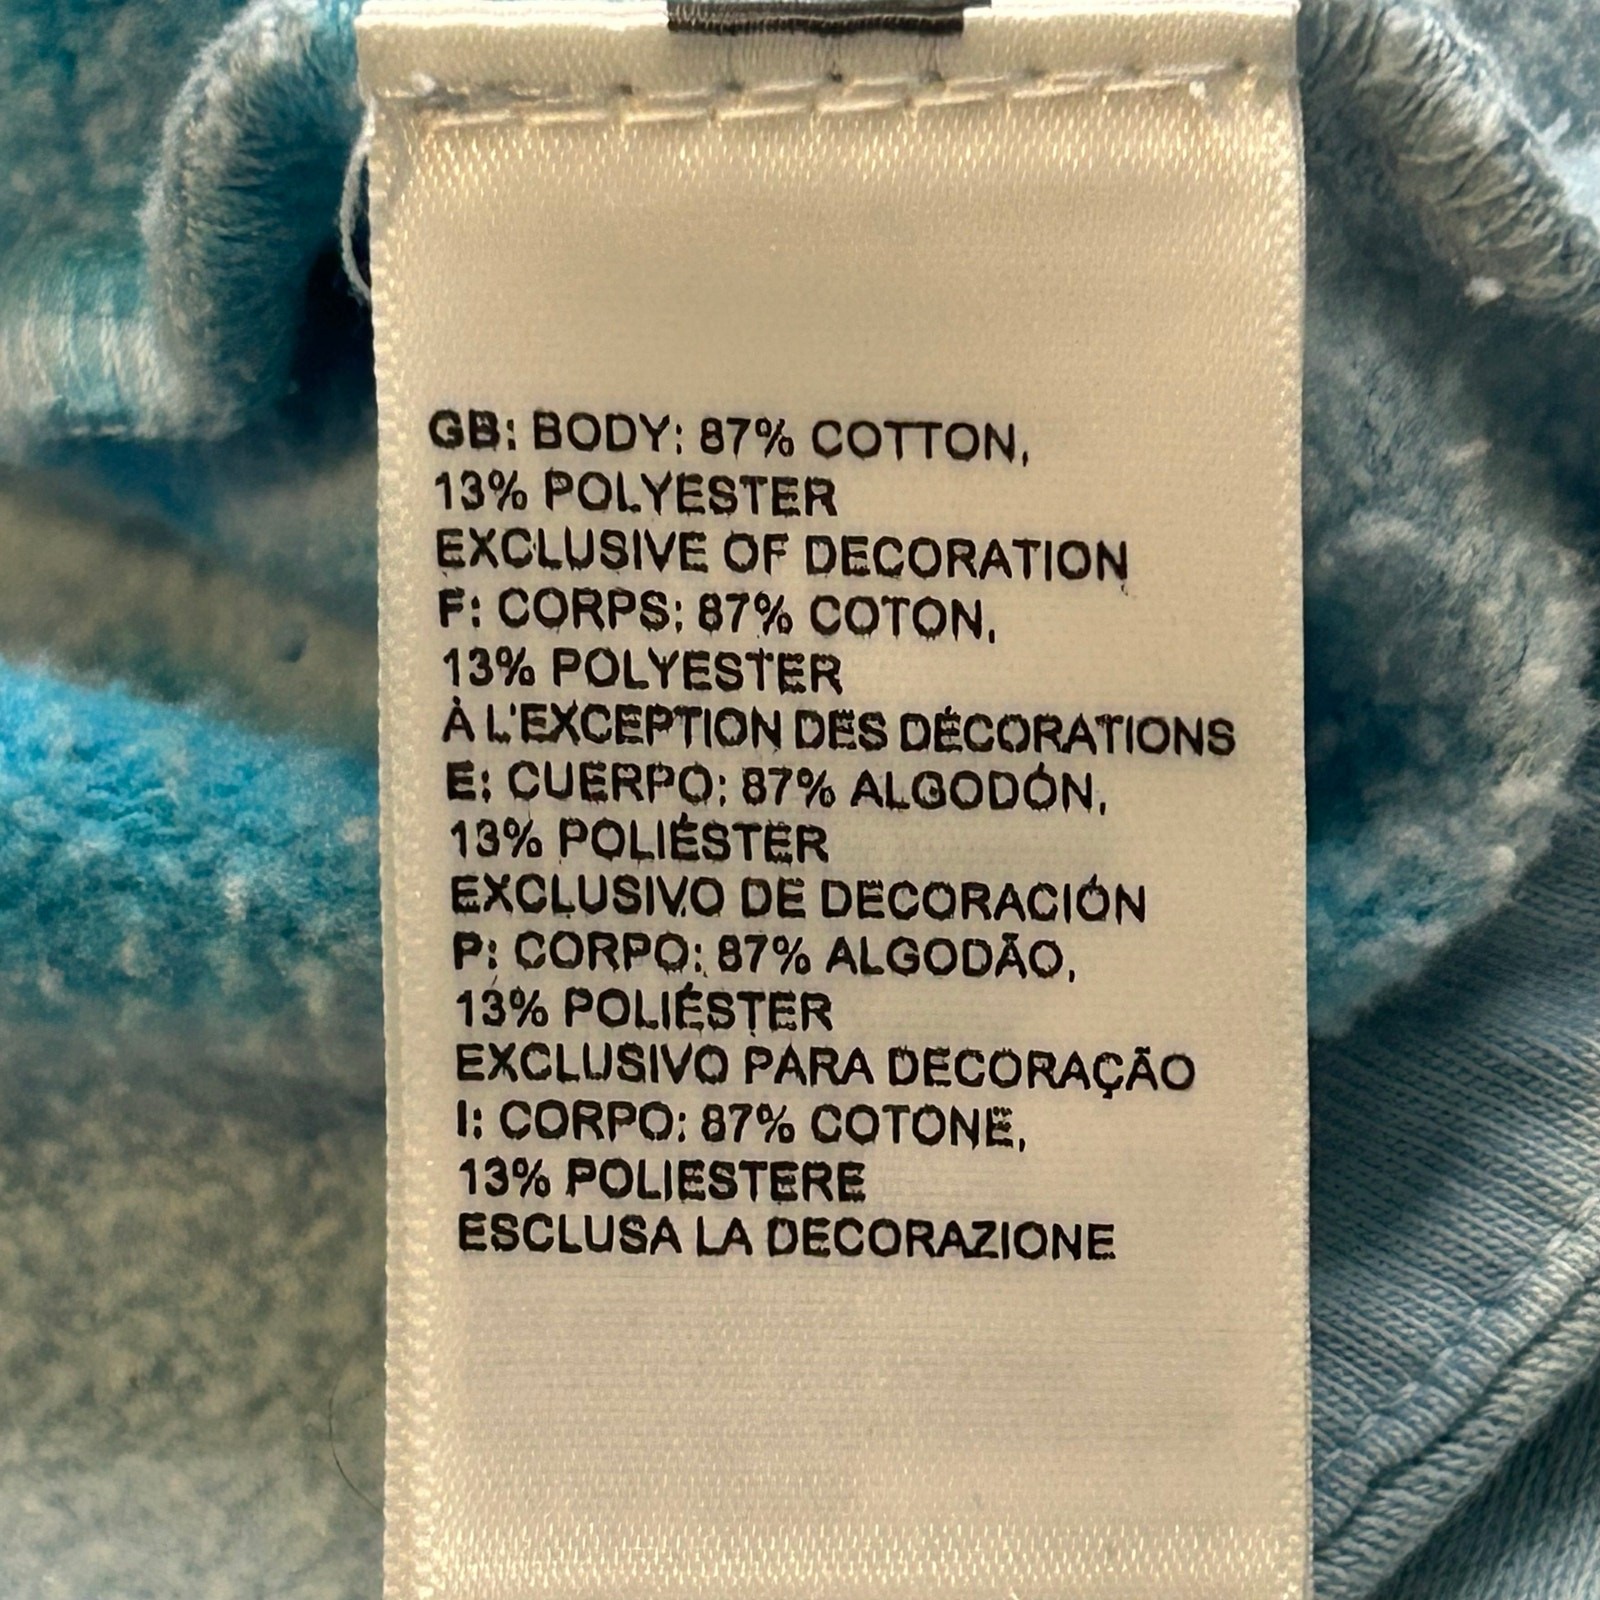 GB: BODY: 87% COTTON,
13% POLYESTER
EXCLUSIVE OF DECORATION
F: CORPS: 87% COTON,
13% POLYESTER
À L'EXCEPTION DES DÉCORATIONS
E: CUERPO: 87% ALGODÓN,
13% POLIÉSTER
EXCLUSIVO DE DECORACIÓN
P: CORPO: 87% ALGODÃO,
13% POLIÉSTER
EXCLUSIVO PARA DECORAÇÃO
I: CORPO: 87% COTONE,
13% POLIESTERE
ESCLUSA LA DECORAZIONE